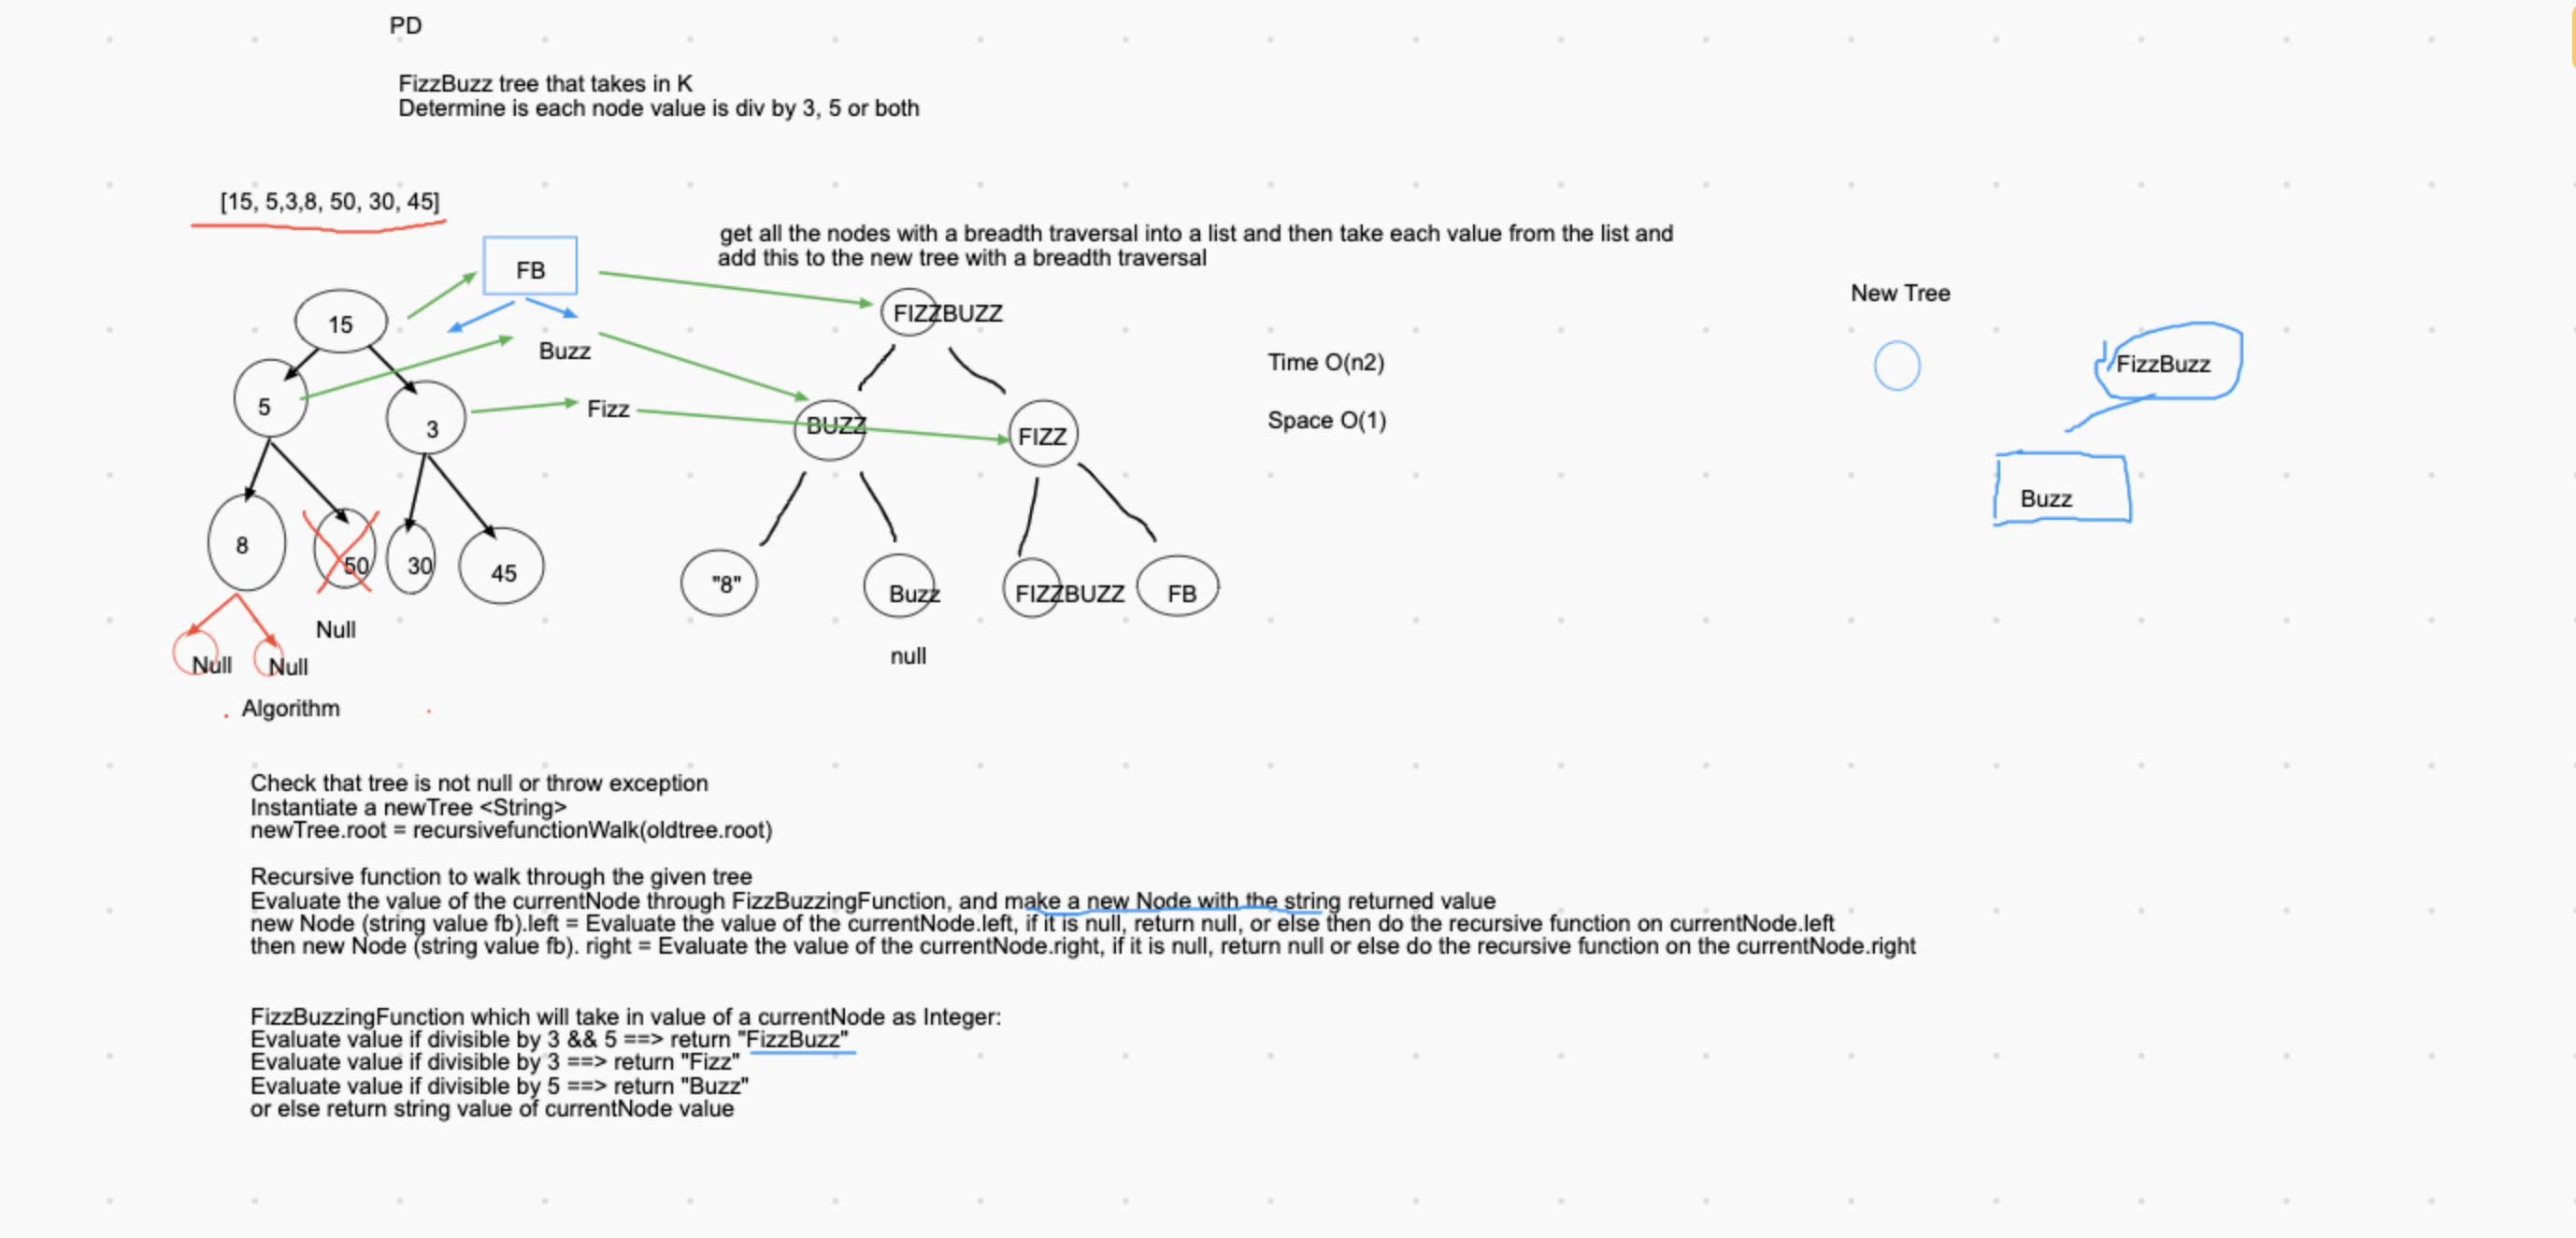 PD
FizzBuzz tree that takes in K
Determine is each node value is div by 3, 5 or both
[15, 5,3,8, 50, 30, 45]
get all the nodes with a breadth traversal into a list and then take each value from the list and
add this to the new tree with a breadth traversal
FB
15
Buzz
5
3
Fizz
8
50
30
45
Null
Null
Null
FIZZBUZZ
BUZZ
FIZZ
"8"
Buzz
FIZZBUZZ
FB
null
Time O(n2)
Space O(1)
New Tree
FizzBuzz
Buzz
Algorithm
Check that tree is not null or throw exception
Instantiate a newTree <String>
newTree.root = recursivefunctionWalk(oldtree.root)
Recursive function to walk through the given tree
Evaluate the value of the currentNode through FizzBuzzingFunction, and make a new Node with the string returned value
new Node (string value fb).left = Evaluate the value of the currentNode.left, if it is null, return null, or else then do the recursive function on currentNode.left
then new Node (string value fb). right = Evaluate the value of the currentNode.right, if it is null, return null or else do the recursive function on the currentNode.right
FizzBuzzingFunction which will take in value of a currentNode as Integer:
Evaluate value if divisible by 3 && 5 ==> return "FizzBuzz"
Evaluate value if divisible by 3 ==> return "Fizz"
Evaluate value if divisible by 5 ==> return "Buzz"
or else return string value of currentNode value